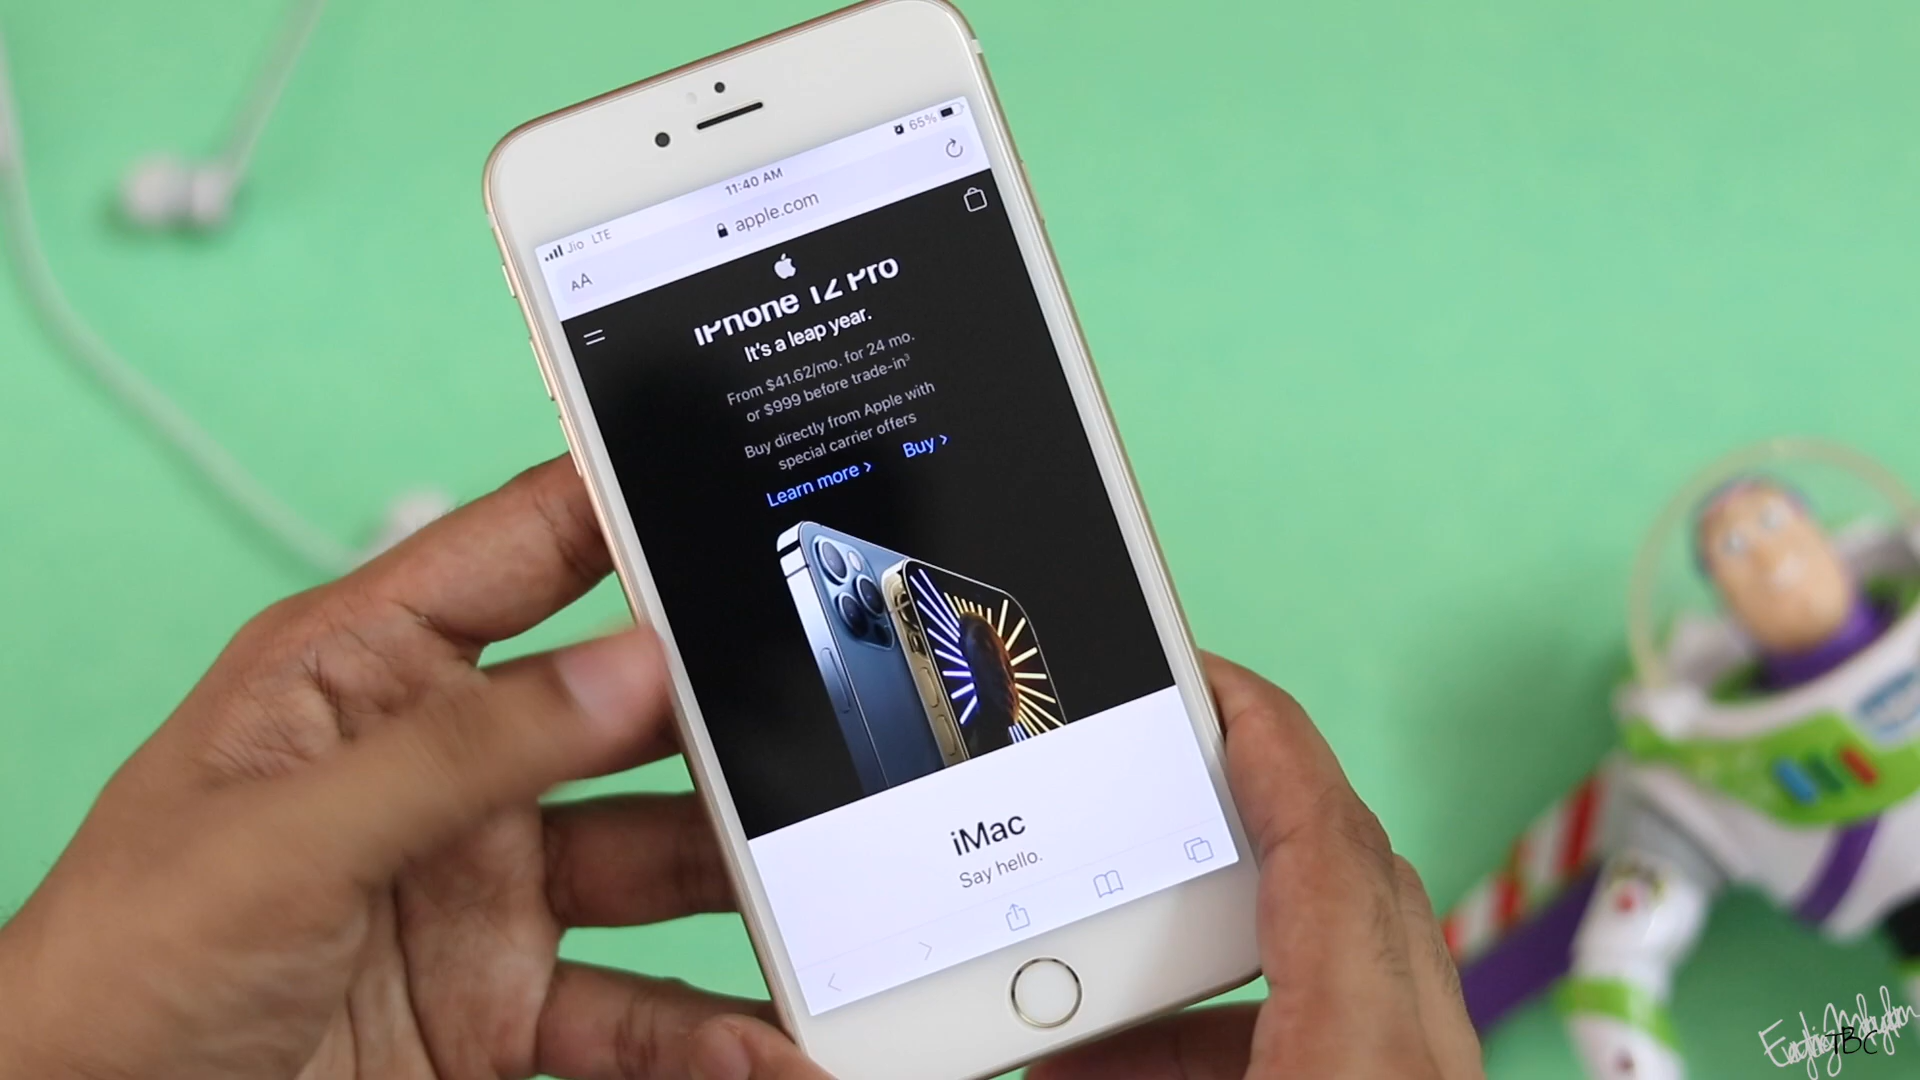 Jio LTE
11:40 AM
65%
AA
apple.com
iPhone 12 Pro
It's a leap year.
From $41.62/mo. for 24 mo.
or $999 before trade-in³
Buy directly from Apple with
special carrier offers
Learn more >
Buy >
iMac
Say hello.
TBC